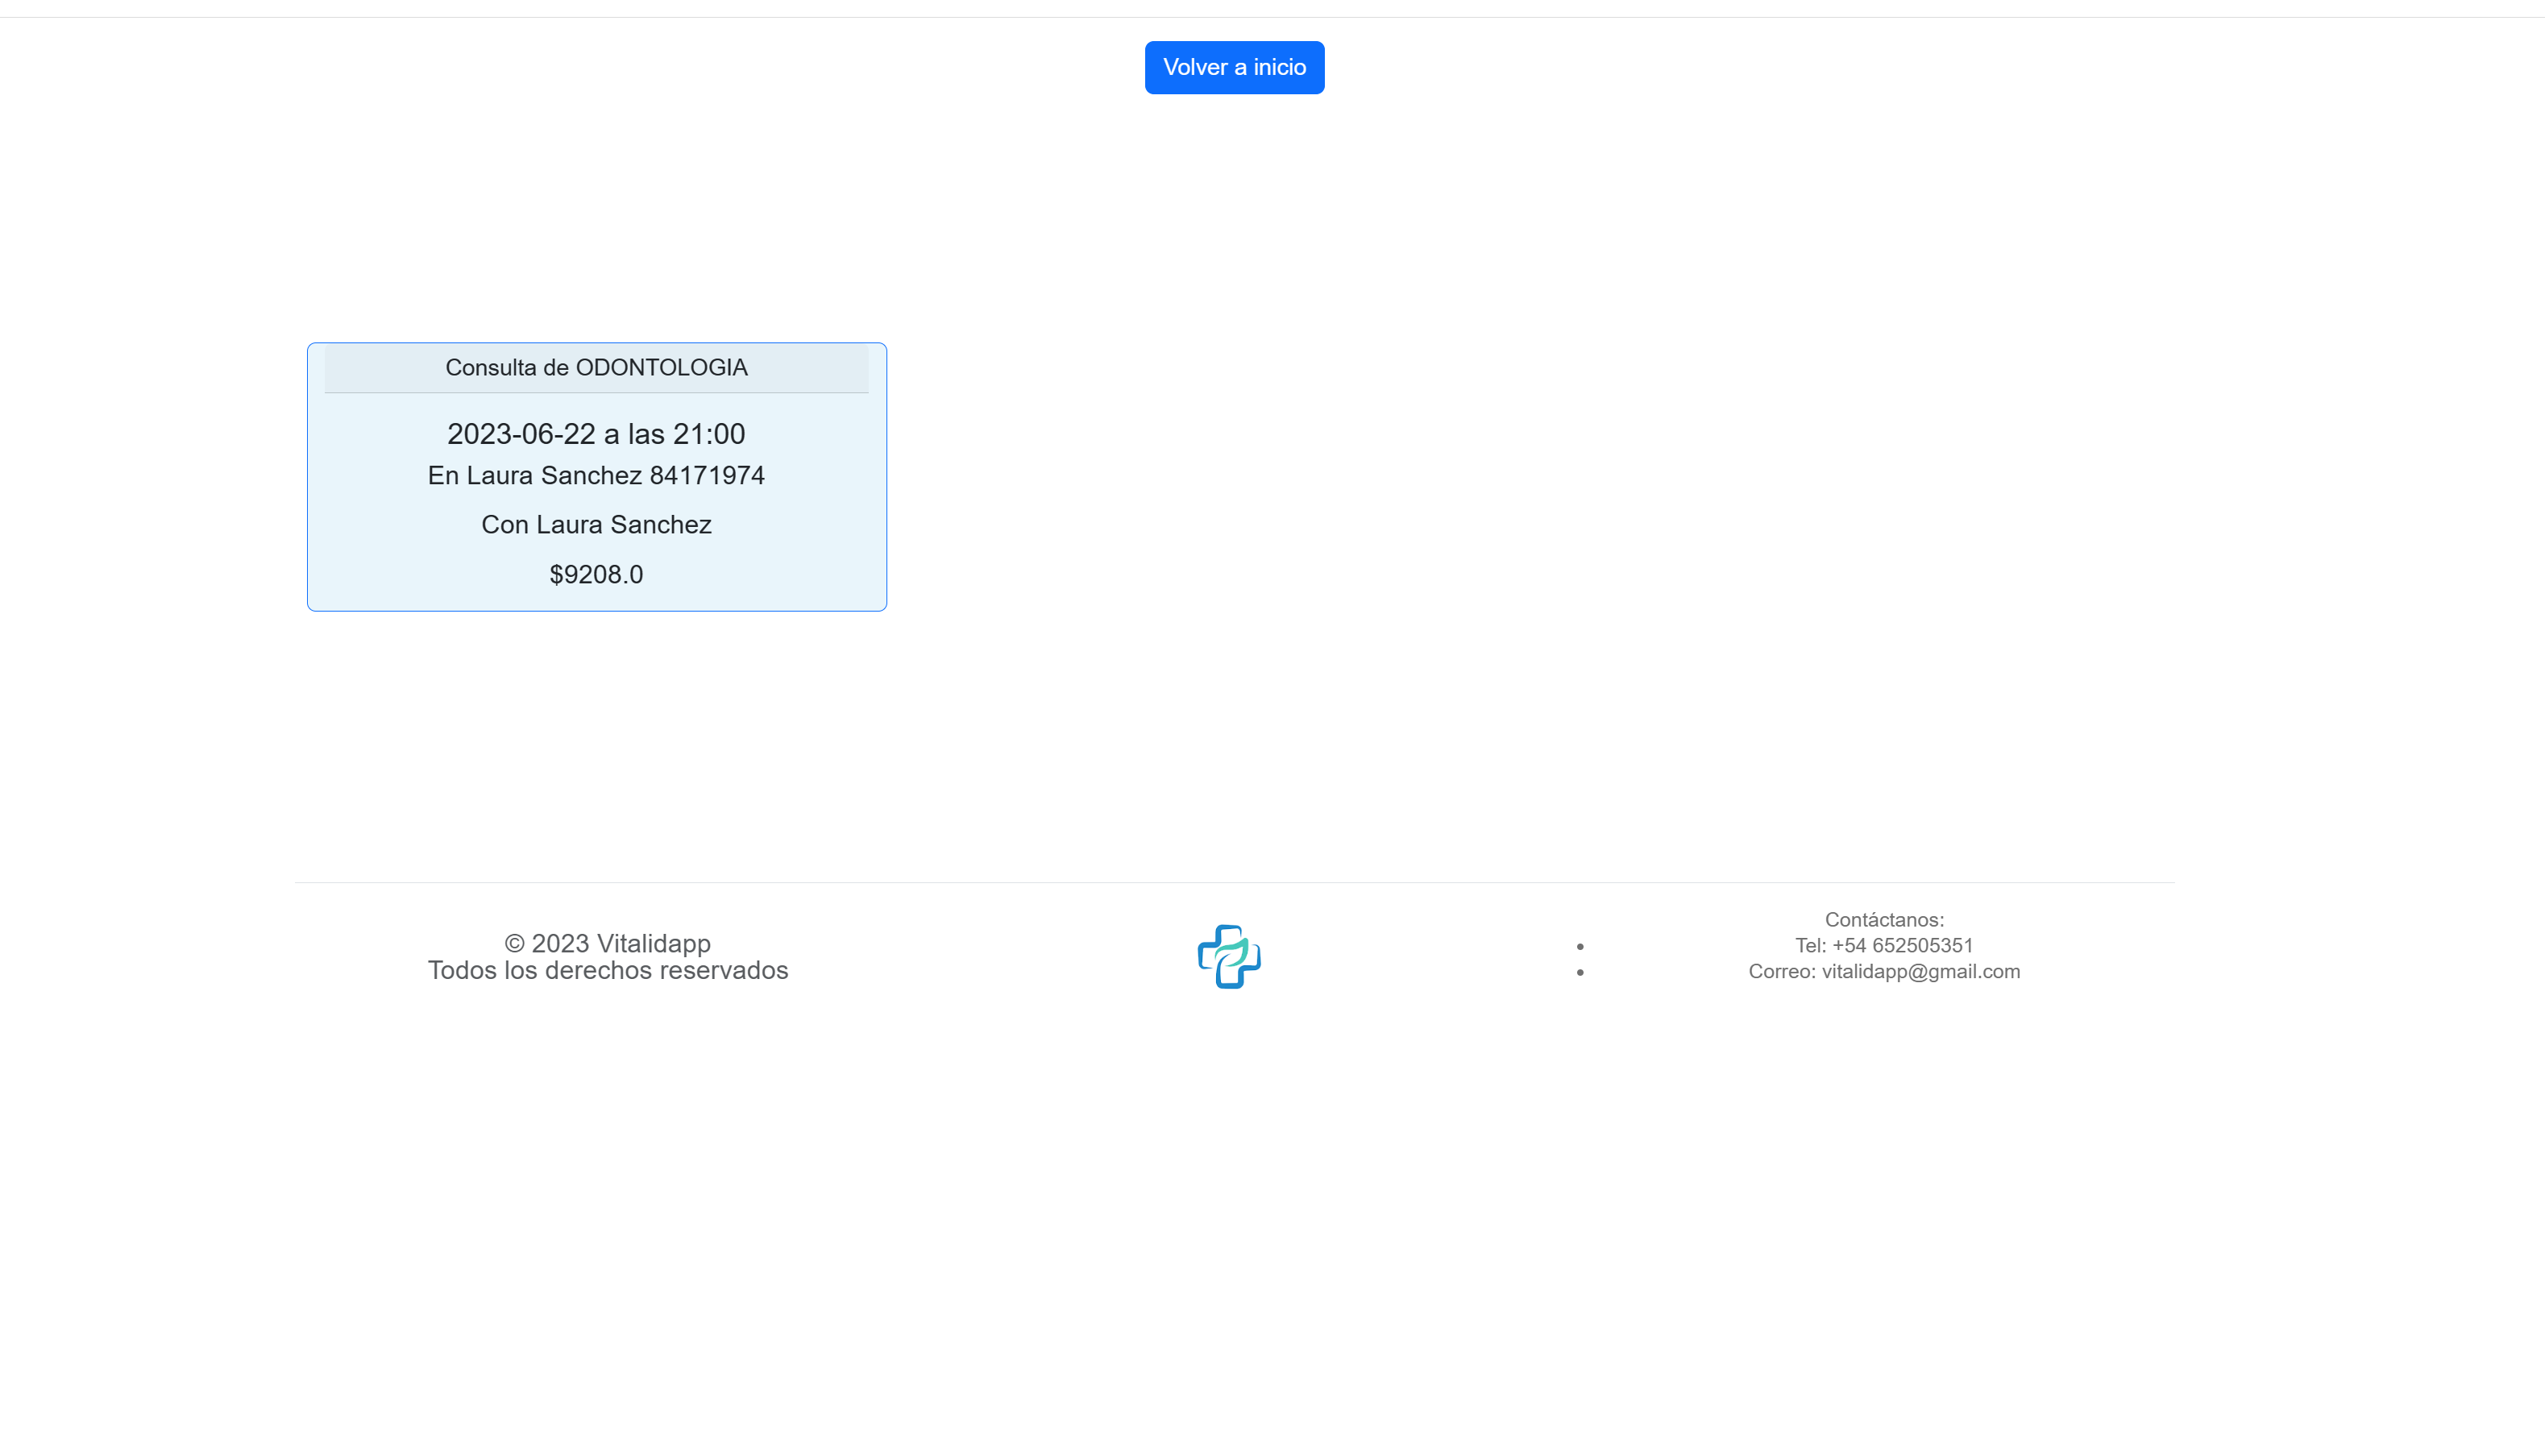 Volver a inicio
Consulta de ODONTOLOGIA
2023-06-22 a las 21:00
En Laura Sanchez 84171974
Con Laura Sanchez
$9208.0
© 2023 Vitalidapp
Todos los derechos reservados
Contáctanos:
Tel: +54 652505351
Correo: vitalidapp@gmail.com